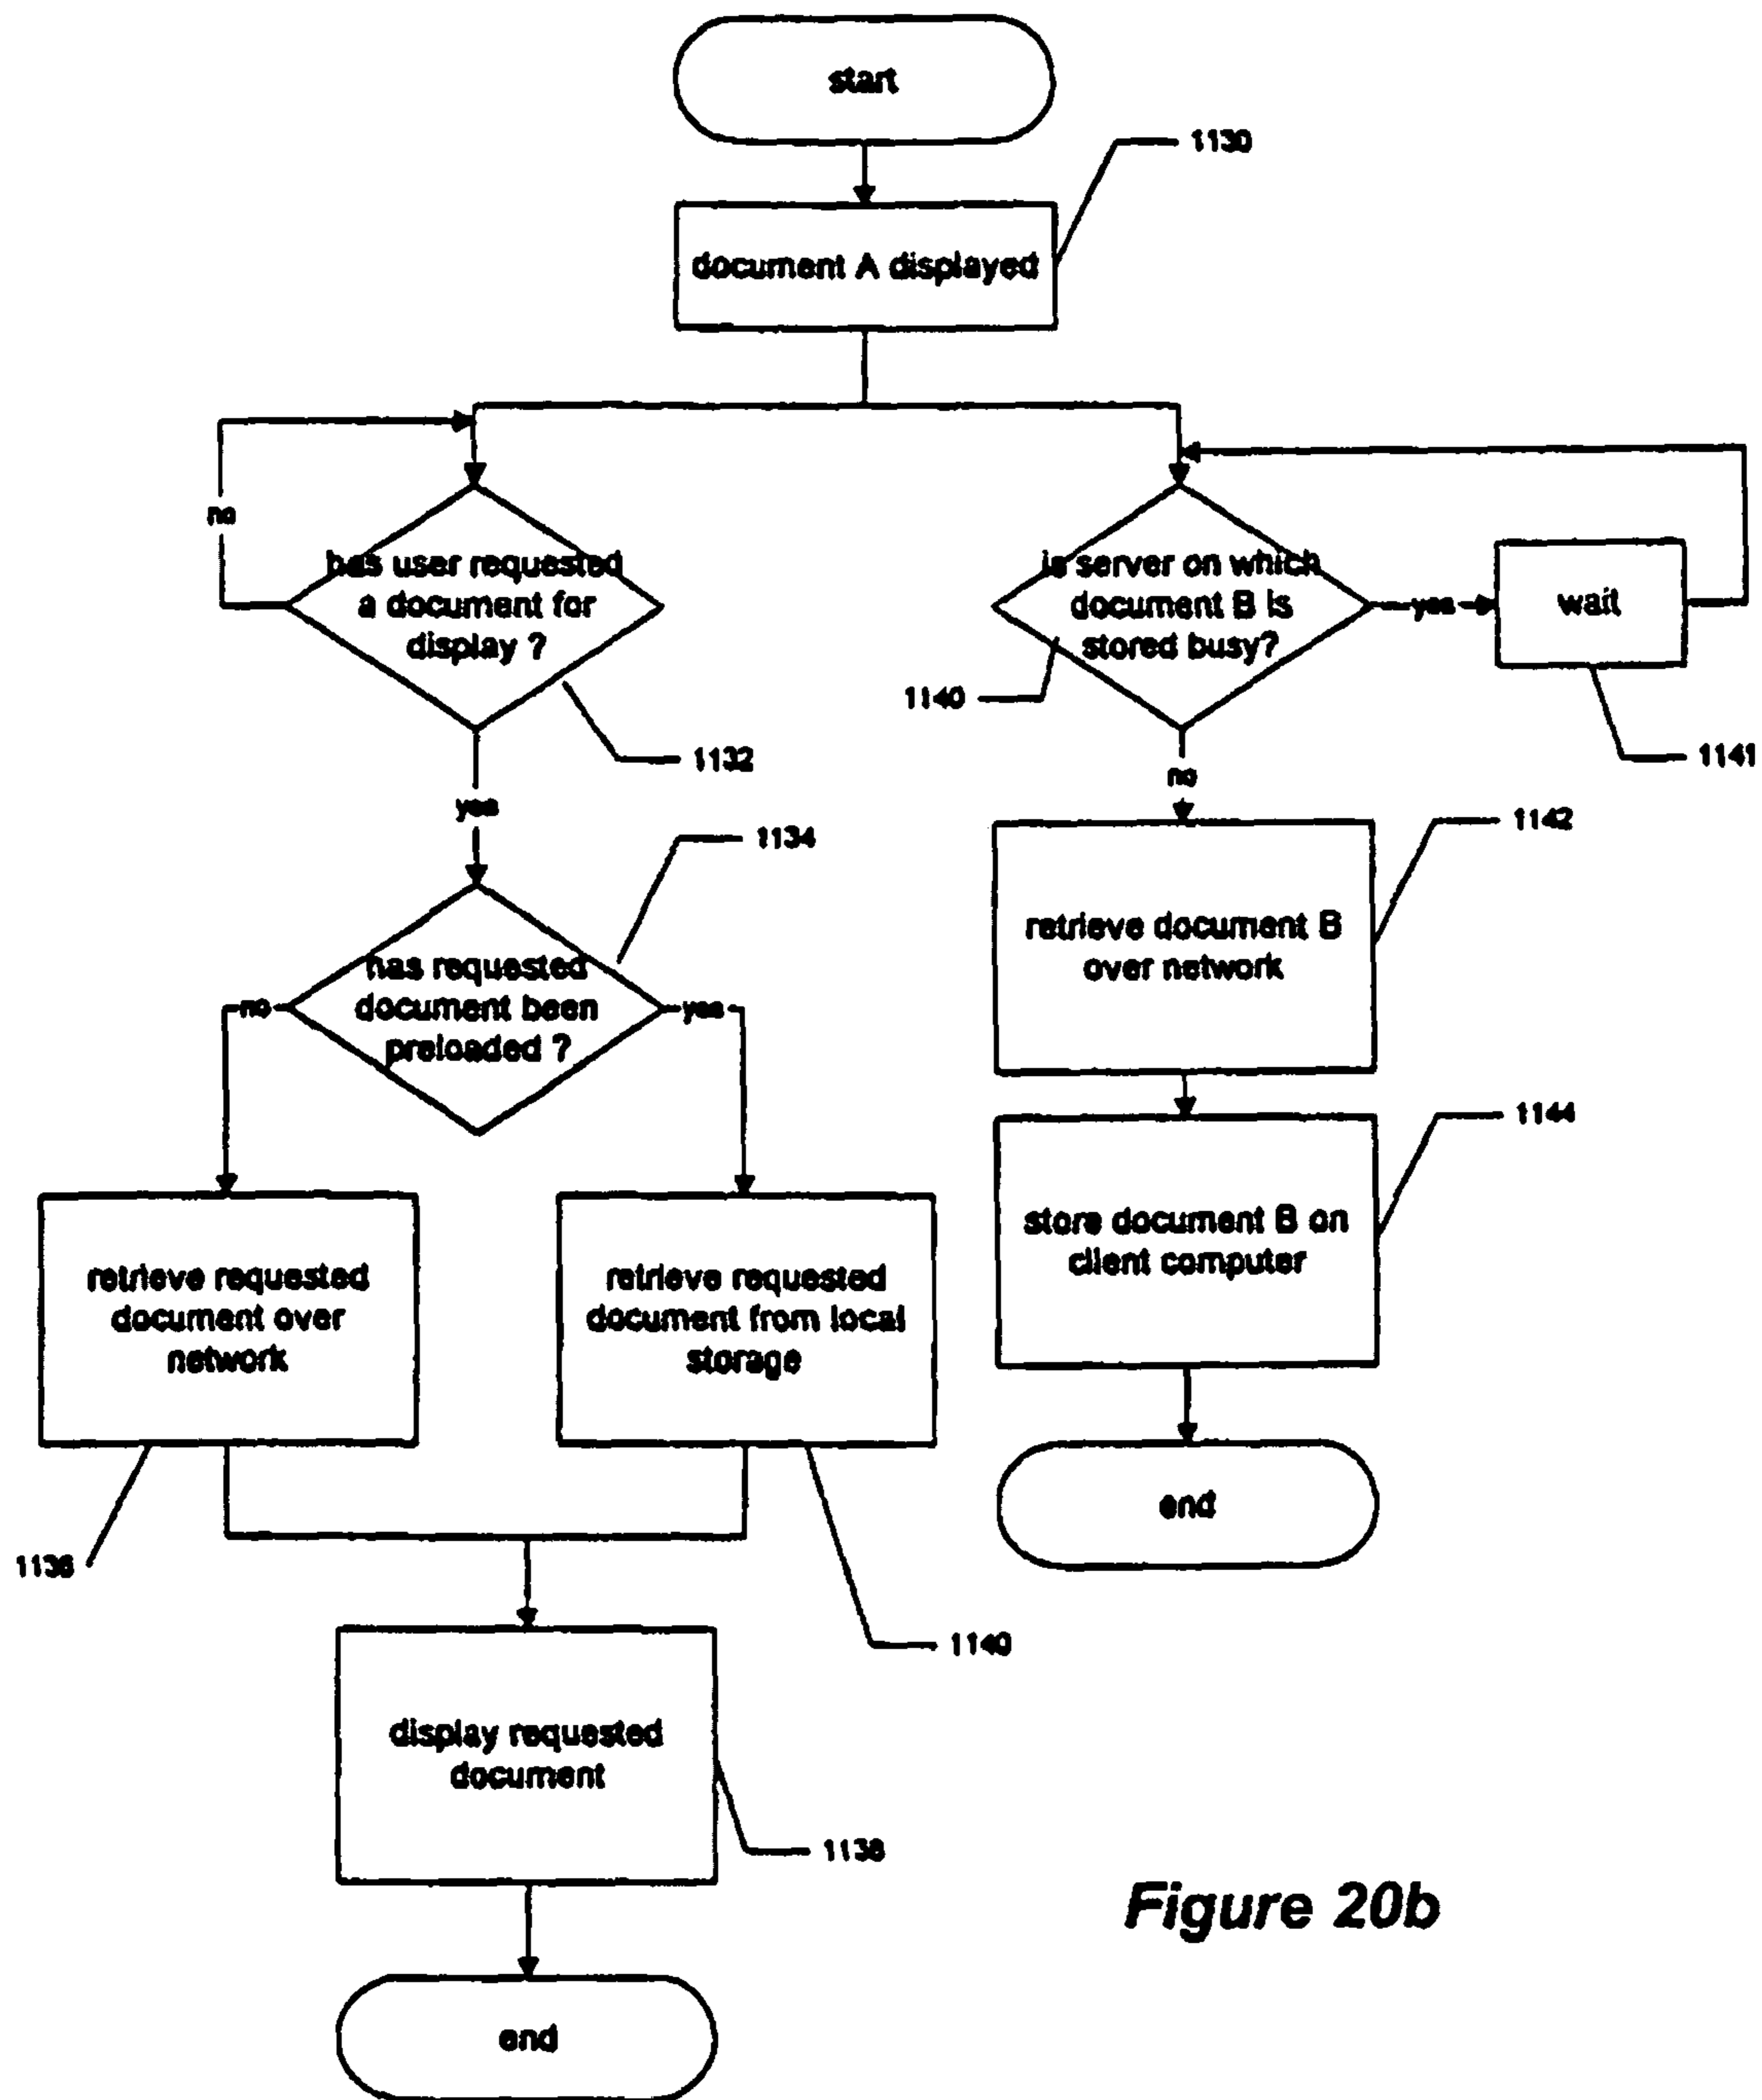 start
1130
document A displayed
no
has user requested
a document for
display ?
1132
is server on which
document B is
stored busy?
1140
yes
wait
1141
yes
no
1134
1142
has requested
document been
preloaded ?
no
yes
retrieve document B
over network
1144
store document B on
client computer
retrieve requested
document over
network
retrieve requested
document from local
storage
end
1136
1140
display requested
document
1138
Figure 20b
end